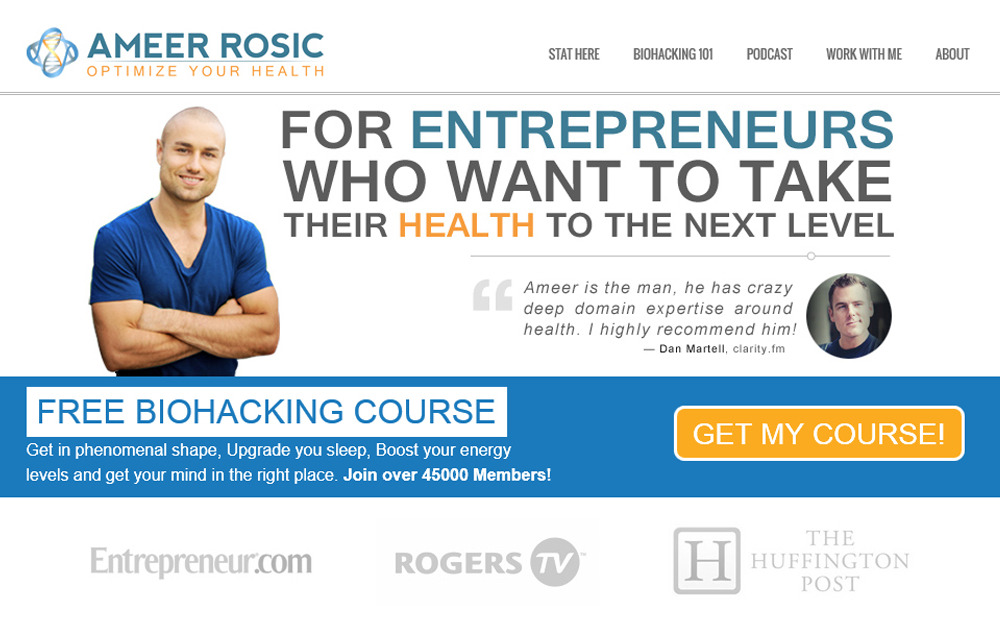 AMEER ROSIC
OPTIMIZE YOUR HEALTH
STAT HERE
BIOHACKING 101
PODCAST
WORK WITH ME
ABOUT
FOR ENTREPRENEURS
WHO WANT TO TAKE
THEIR HEALTH TO THE NEXT LEVEL
“ Ameer is the man, he has crazy
deep domain expertise around
health. I highly recommend him!
— Dan Martell, clarity.fm
FREE BIOHACKING COURSE
Get in phenomenal shape, Upgrade you sleep, Boost your energy
levels and get your mind in the right place. Join over 45000 Members!
GET MY COURSE!
Entrepreneur.com
ROGERS TV™
H THE
HUFFINGTON
POST